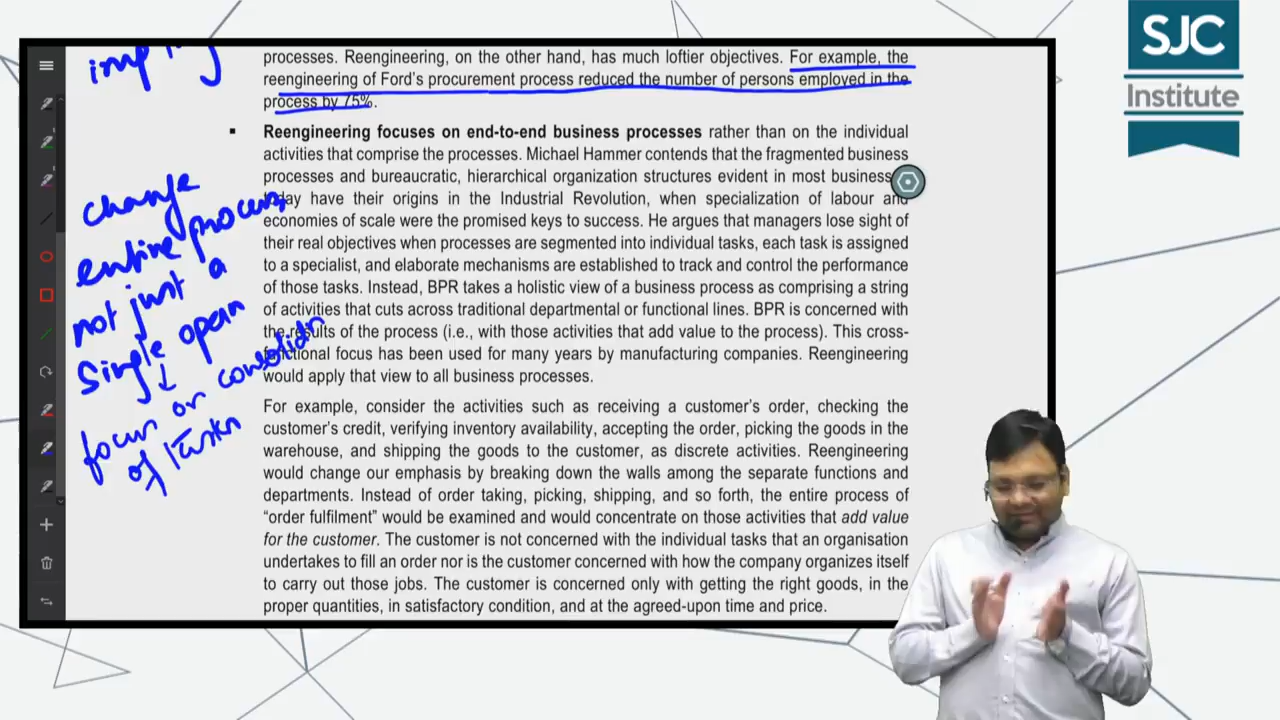 SJC
Institute
processes. Reengineering, on the other hand, has much loftier objectives. For example, the
reengineering of Ford's procurement process reduced the number of persons employed in the
process by 75%.
▪ Reengineering focuses on end-to-end business processes rather than on the individual
activities that comprise the processes. Michael Hammer contends that the fragmented business
processes and bureaucratic, hierarchical organization structures evident in most business
today have their origins in the Industrial Revolution, when specialization of labour and
economies of scale were the promised keys to success. He argues that managers lose sight of
their real objectives when processes are segmented into individual tasks, each task is assigned
to a specialist, and elaborate mechanisms are established to track and control the performance
of those tasks. Instead, BPR takes a holistic view of a business process as comprising a string
of activities that cuts across traditional departmental or functional lines. BPR is concerned with
the results of the process (i.e., with those activities that add value to the process). This cross-
functional focus has been used for many years by manufacturing companies. Reengineering
would apply that view to all business processes.
For example, consider the activities such as receiving a customer's order, checking the
customer's credit, verifying inventory availability, accepting the order, picking the goods in the
warehouse, and shipping the goods to the customer, as discrete activities. Reengineering
would change our emphasis by breaking down the walls among the separate functions and
departments. Instead of order taking, picking, shipping, and so forth, the entire process of
“order fulfilment” would be examined and would concentrate on those activities that add value
for the customer. The customer is not concerned with the individual tasks that an organisation
undertakes to fill an order nor is the customer concerned with how the company organizes itself
to carry out those jobs. The customer is concerned only with getting the right goods, in the
proper quantities, in satisfactory condition, and at the agreed-upon time and price.
change
entire process
not just a
single
focus on
of tasks